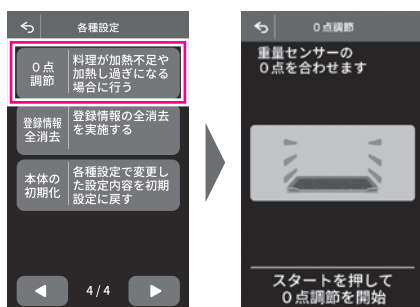 各種設定
0点
調節
料理が加熱不足や
加熱し過ぎになる
場合に行う
登録情報
全消去
登録情報の全消去
を実施する
本体の
初期化
各種設定で変更し
た設定内容を初期
設定に戻す
4/4
0点調節
重量センサーの
0点を合わせます
スタートを押して
0点調節を開始